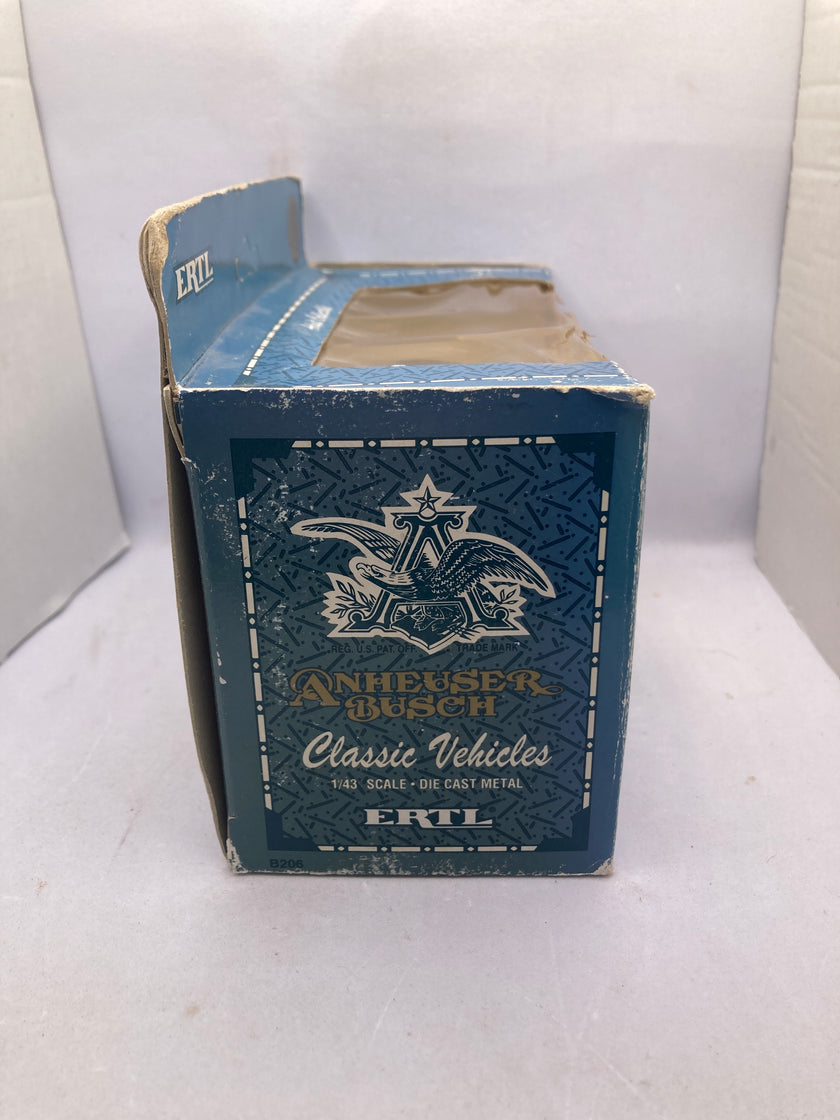 ERTL
REG. U.S. PAT. OFF. TRADE MARK
ANHEUSER
BUSCH
Classic Vehicles
1/43 SCALE • DIE CAST METAL
ERTL
B206